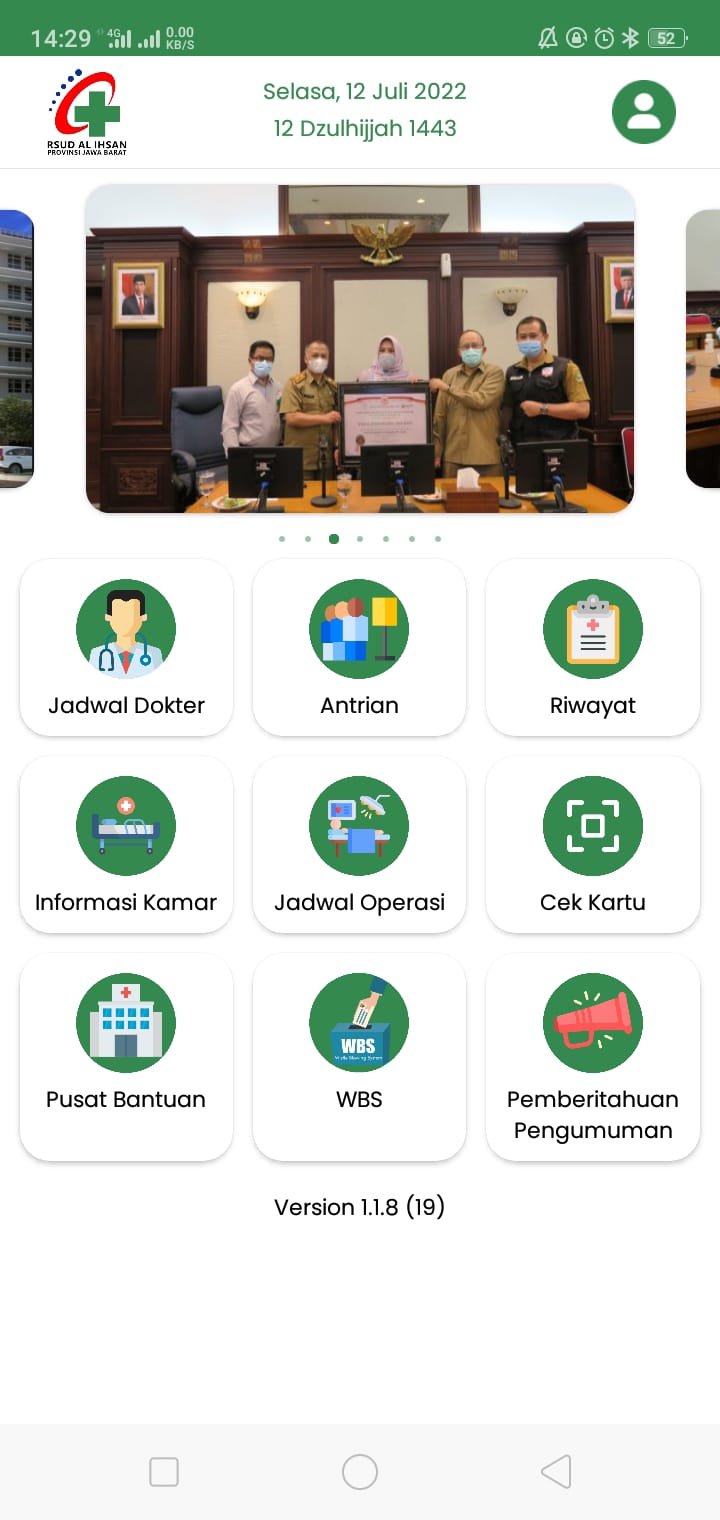 14:29
4G
0.00
KB/S
52
RSUD AL IHSAN
PROVINSI JAWA BARAT
Selasa, 12 Juli 2022
12 Dzulhijjah 1443
Jadwal Dokter
Antrian
Riwayat
Informasi Kamar
Jadwal Operasi
Cek Kartu
WBS
Pusat Bantuan
WBS
Pemberitahuan
Pengumuman
Version 1.1.8 (19)